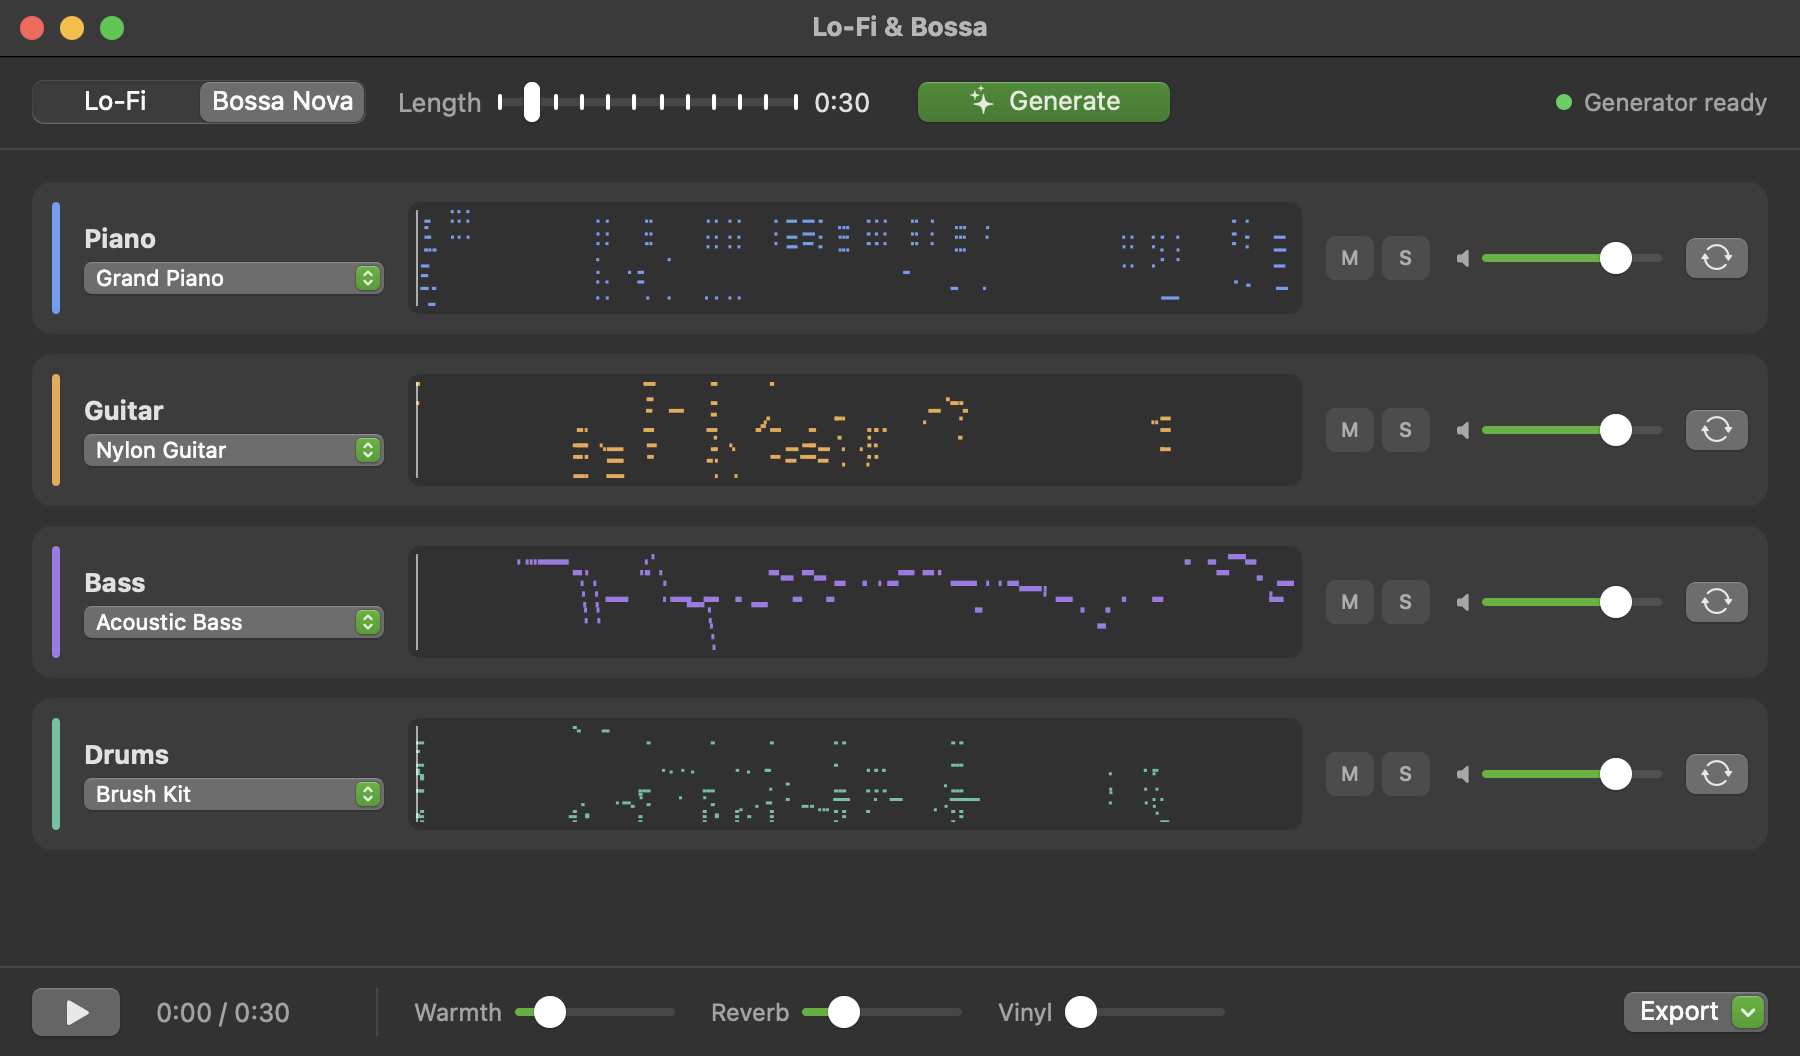 Lo-Fi & Bossa
Lo-Fi Bossa Nova Length 0:30 Generate Generator ready
Piano
Grand Piano
M S
Guitar
Nylon Guitar
M S
Bass
Acoustic Bass
M S
Drums
Brush Kit
M S
0:00 / 0:30 Warmth Reverb Vinyl Export